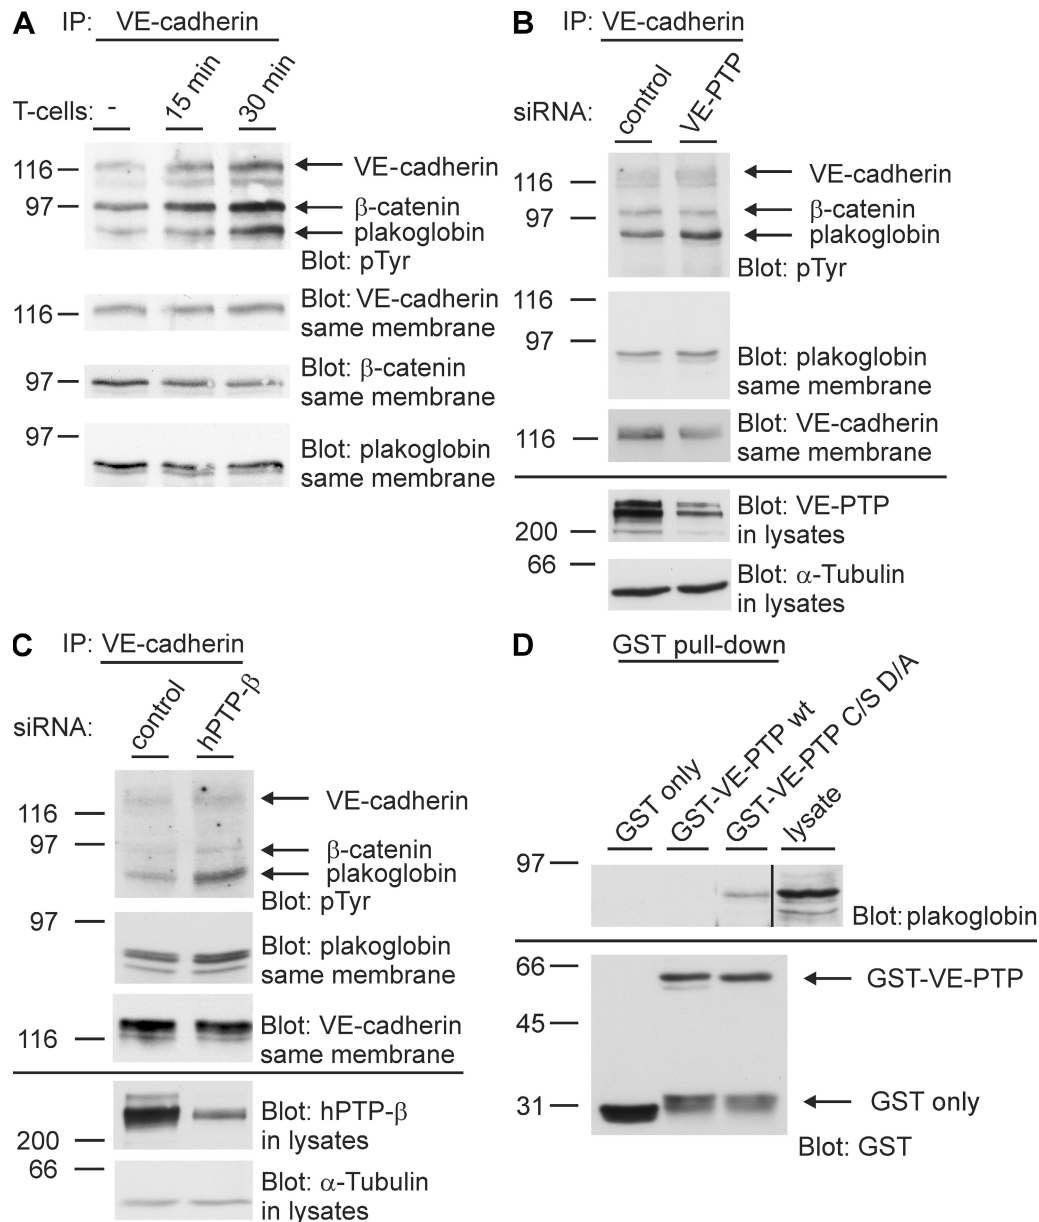 A IP: VE-cadherin
T-cells: - 15 min 30 min
116
97
VE-cadherin
β-catenin
plakoglobin
Blot: pTyr
116
Blot: VE-cadherin
same membrane
97
Blot: β-catenin
same membrane
97
Blot: plakoglobin
same membrane
B IP: VE-cadherin
siRNA: control VE-PTP
116
97
VE-cadherin
β-catenin
plakoglobin
Blot: pTyr
116
97
Blot: plakoglobin
same membrane
116
Blot: VE-cadherin
same membrane
200
Blot: VE-PTP
in lysates
66
Blot: α-Tubulin
in lysates
C IP: VE-cadherin
siRNA: control hPTP-β
116
97
VE-cadherin
β-catenin
plakoglobin
Blot: pTyr
97
Blot: plakoglobin
same membrane
116
Blot: VE-cadherin
same membrane
200
Blot: hPTP-β
in lysates
66
Blot: α-Tubulin
in lysates
D GST pull-down
GST only GST-VE-PTP wt GST-VE-PTP C/S D/A lysate
97
Blot: plakoglobin
66
45
31
GST-VE-PTP
GST only
Blot: GST